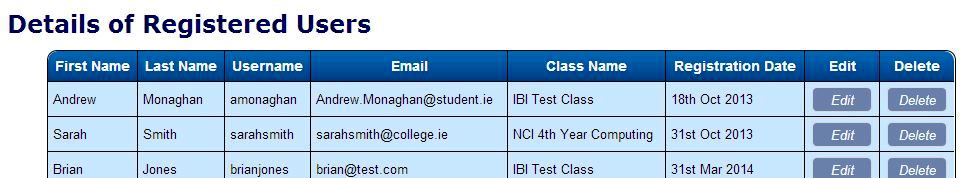 Details of Registered Users
First Name Last Name Username Email Class Name Registration Date Edit Delete
Andrew Monaghan amonaghan Andrew.Monaghan@student.ie IBI Test Class 18th Oct 2013 Edit Delete
Sarah Smith sarahsmith sarahsmith@college.ie NCI 4th Year Computing 31st Oct 2013 Edit Delete
Brian Jones brianjones brian@test.com IBI Test Class 31st Mar 2014 Edit Delete